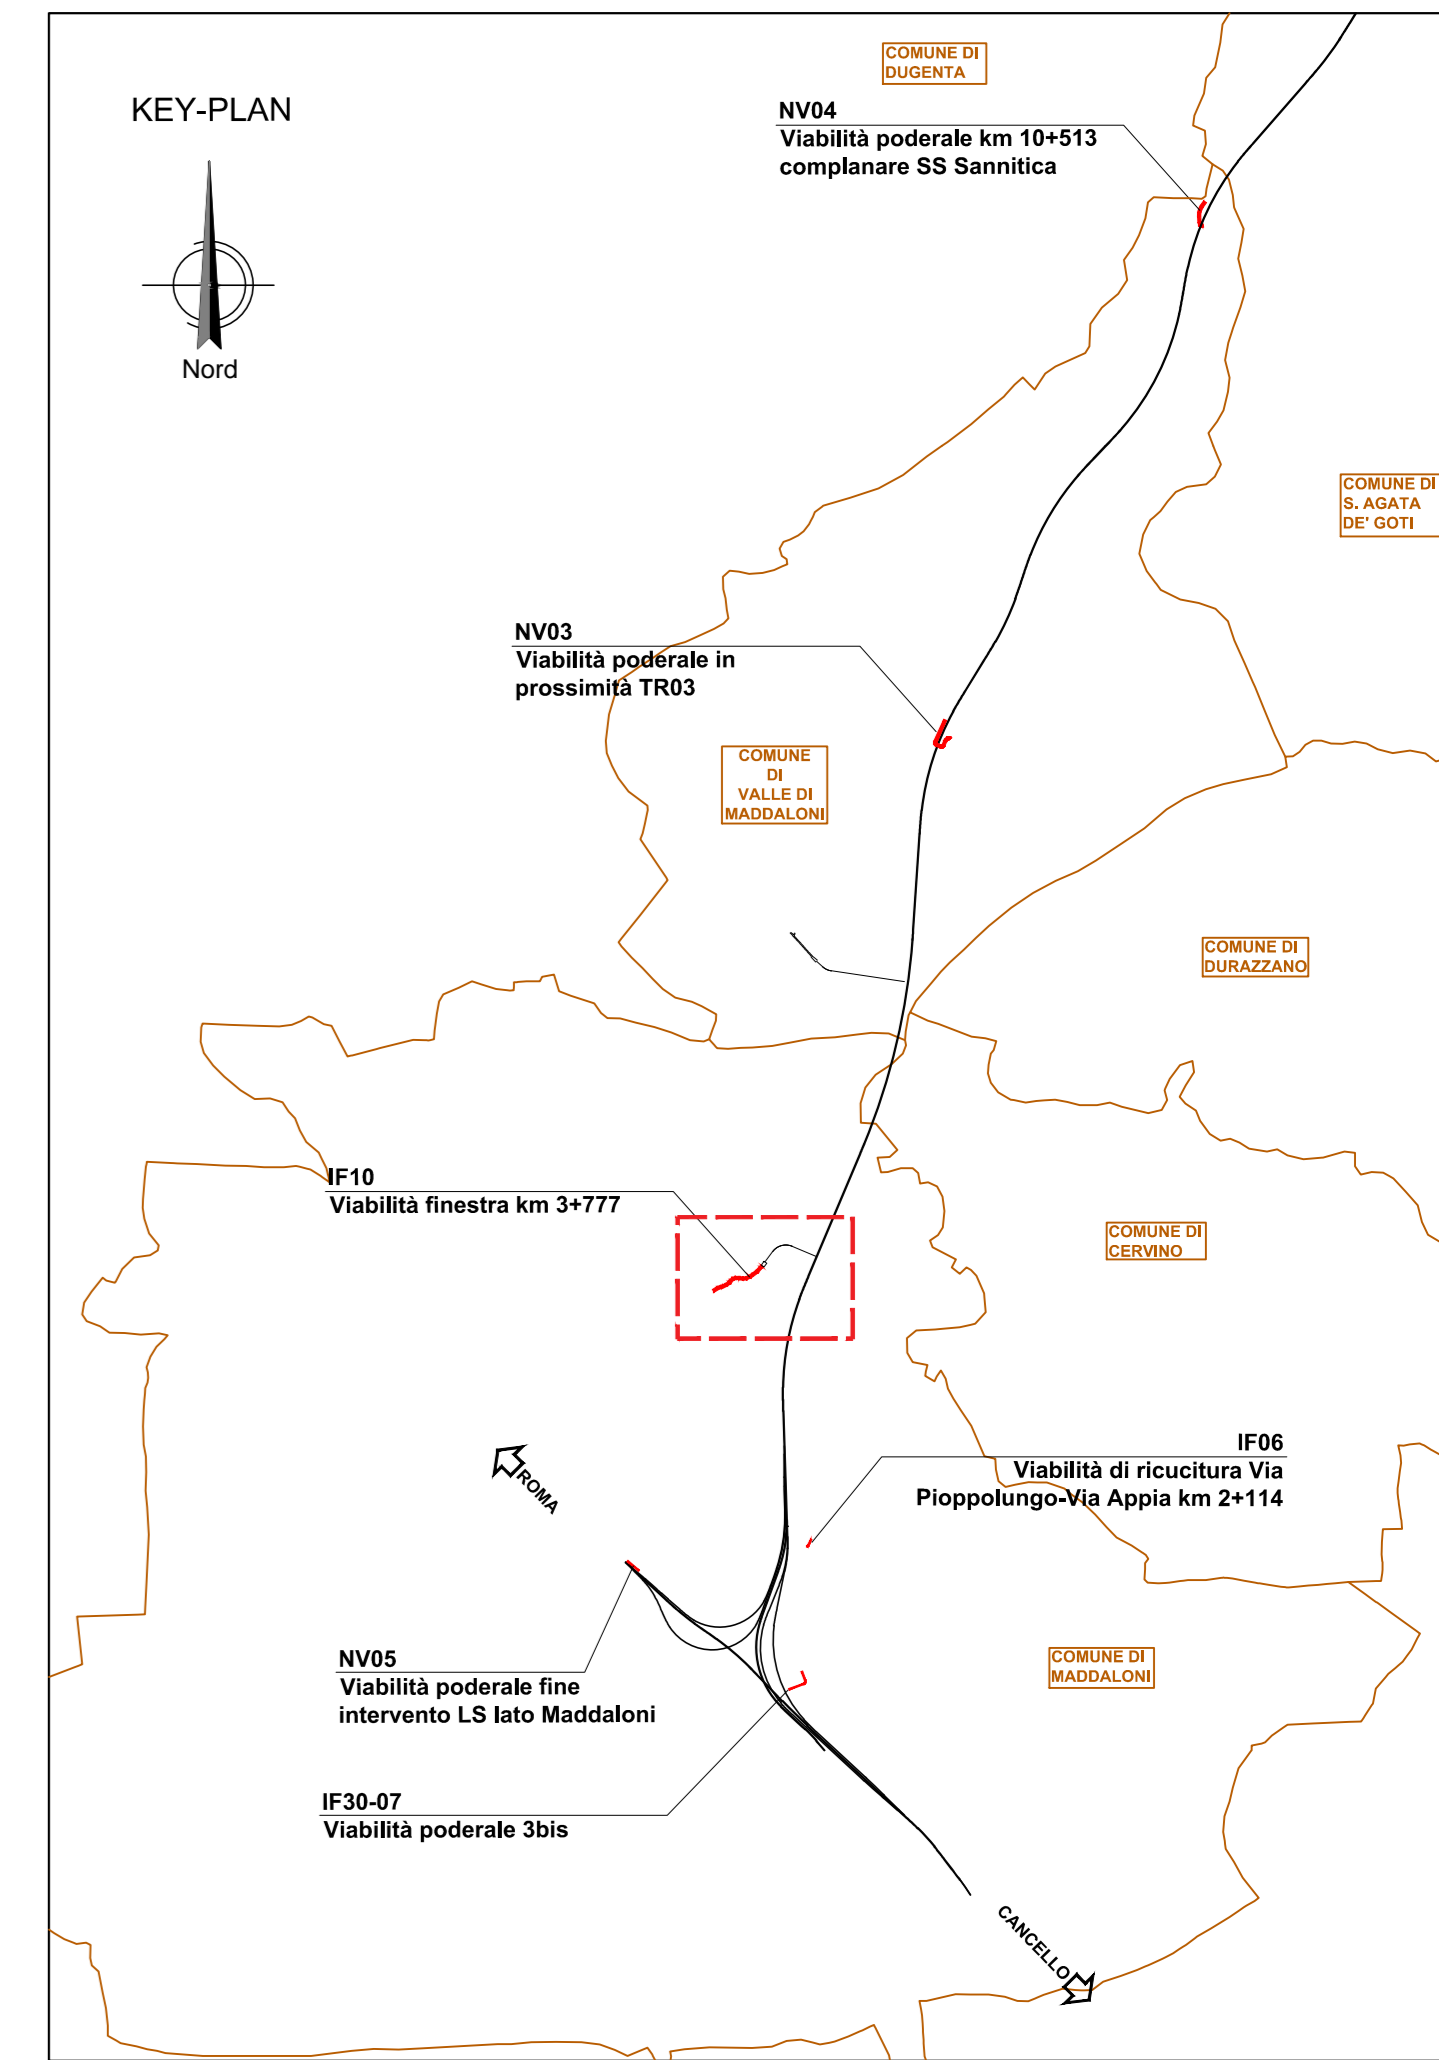 COMUNE DI
DUGENTA
KEY-PLAN
NV04
Viabilità poderale km 10+513
complanare SS Sannitica
Nord
COMUNE DI
S. AGATA
DE' GOTI
NV03
Viabilità poderale in
prossimità TR03
COMUNE
DI
VALLE DI
MADDALONI
COMUNE DI
DURAZZANO
IF10
Viabilità finestra km 3+777
COMUNE DI
CERVINO
IF06
Viabilità di ricucitura Via
Pioppolungo-Via Appia km 2+114
ROMA
NV05
Viabilità poderale fine
intervento LS lato Maddaloni
COMUNE DI
MADDALONI
IF30-07
Viabilità poderale 3bis
CANCELLO